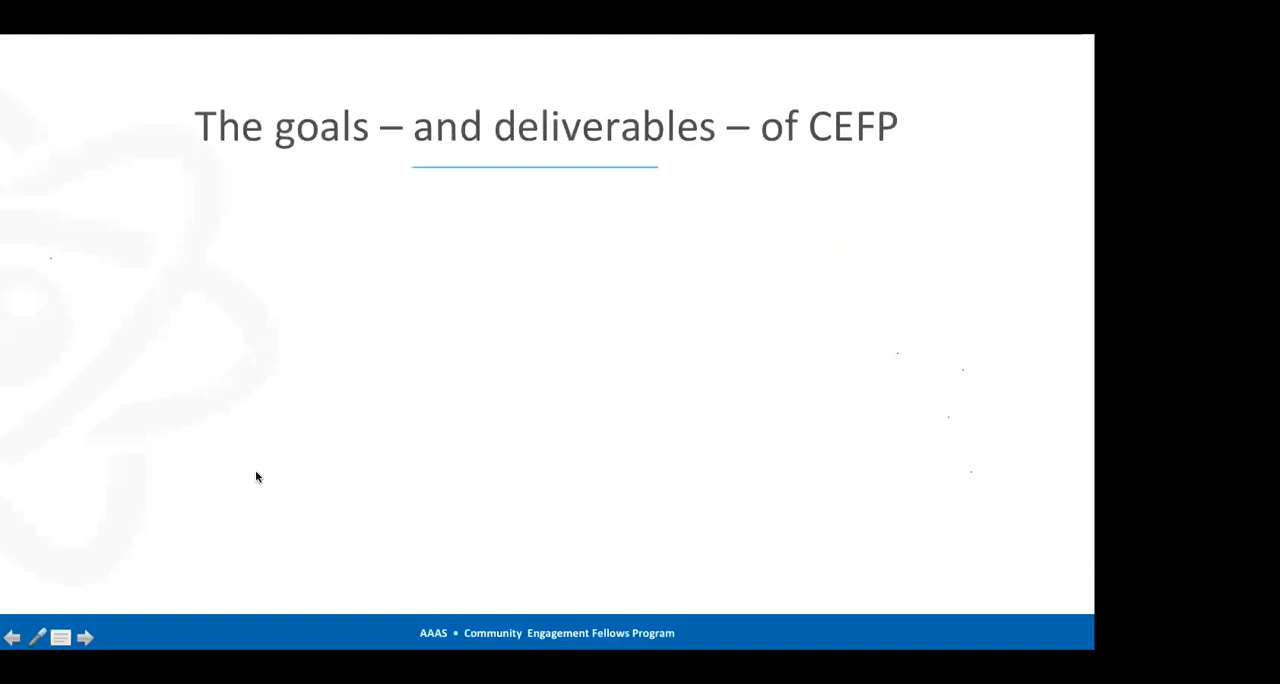 The goals – and deliverables – of CEFP
AAAS • Community Engagement Fellows Program